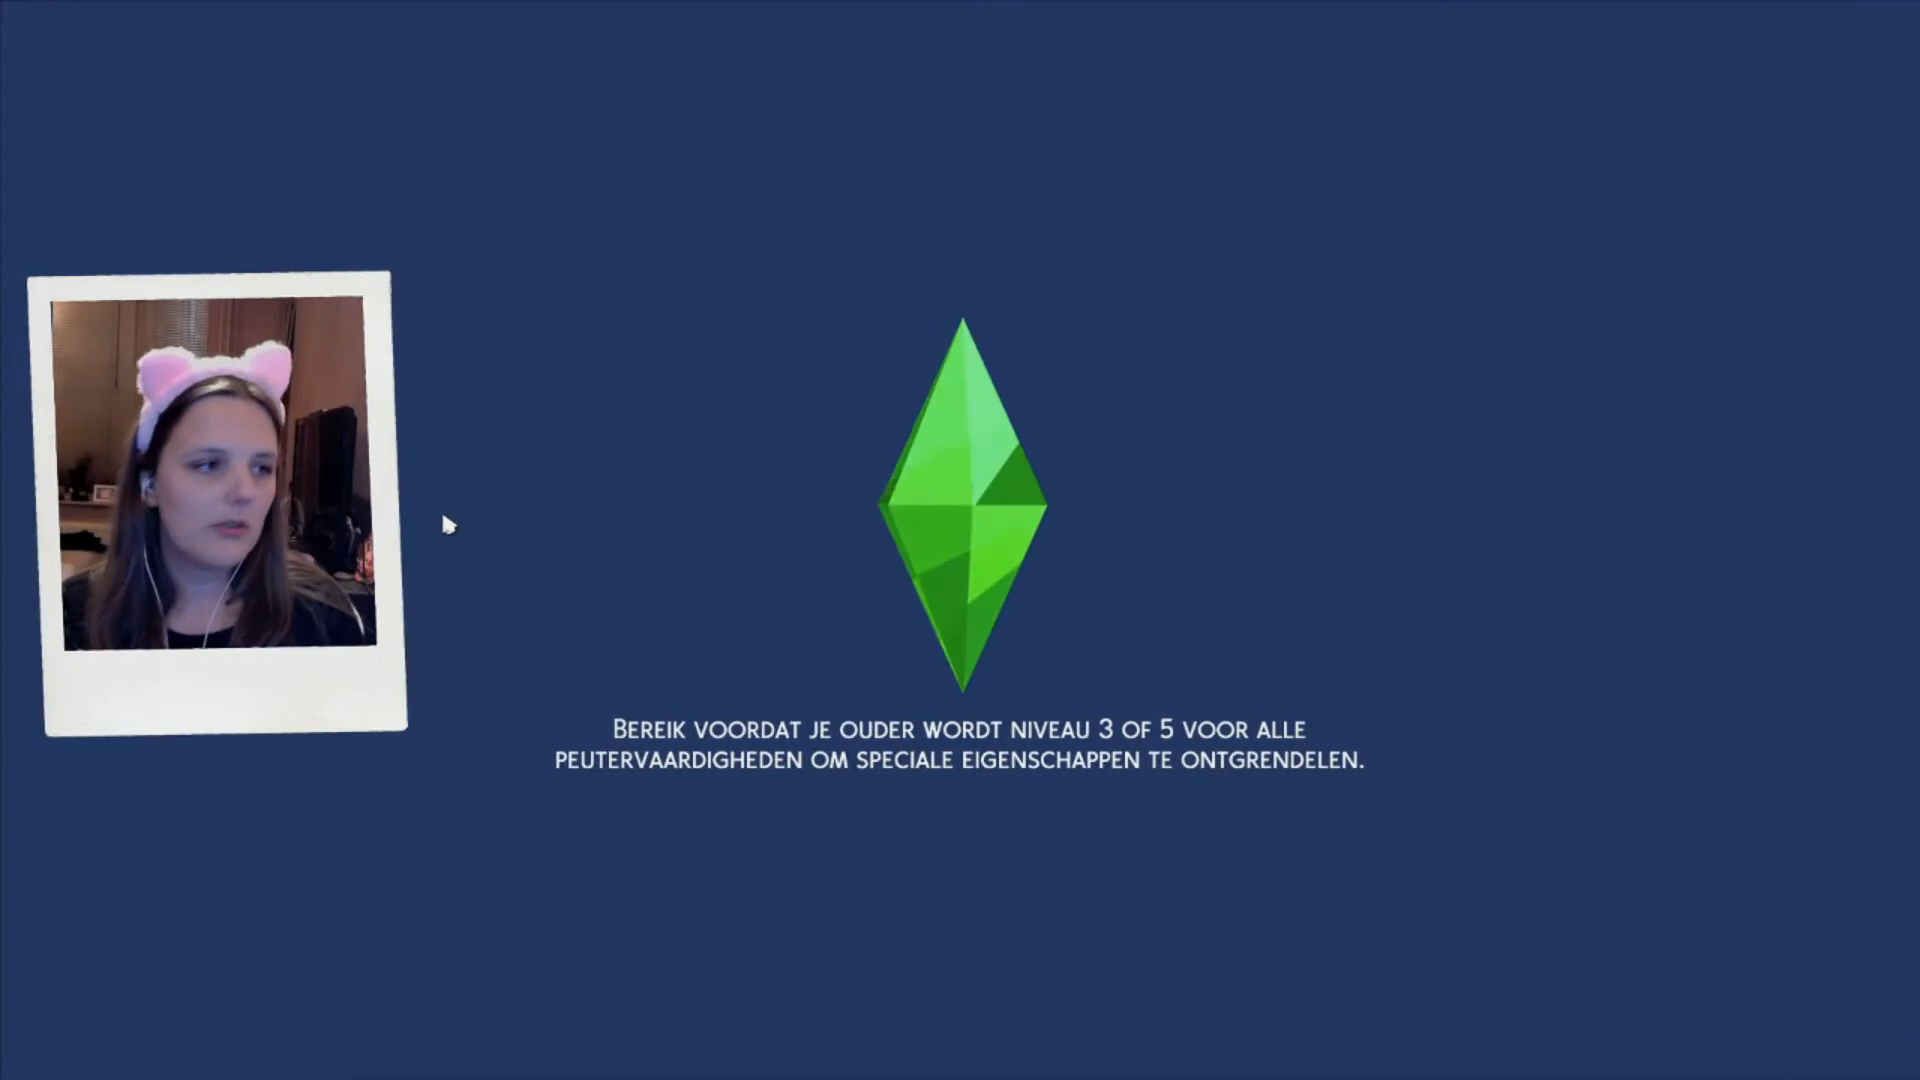 Bereik voordat je ouder wordt niveau 3 of 5 voor alle
peutervaardigheden om speciale eigenschappen te ontgrendelen.